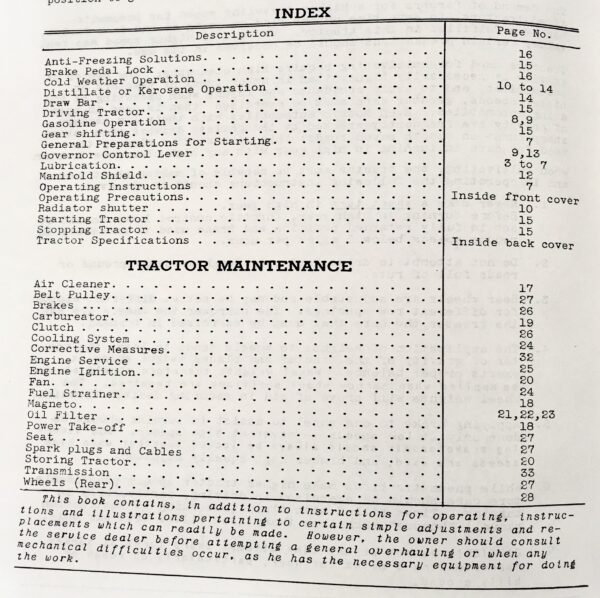 position to g
INDEX
Description Page No.
Anti-Freezing Solutions. . . . . . . . . . . . . . . . 16
Brake Pedal Lock . . . . . . . . . . . . . . . . 15
Cold Weather Operation . . . . . . . . . . . . . . . . 16
Distillate or Kerosene Operation . . . . . . . . . . . . 10 to 14
Draw Bar . . . . . . . . . . . . . . . . 14
Driving Tractor. . . . . . . . . . . . . . . . 15
Gasoline Operation . . . . . . . . . . . . . . . . 8,9
Gear shifting. . . . . . . . . . . . . . . . 15
General Preparations for Starting. . . . . . . . . . . . 7
Governor Control Lever . . . . . . . . . . . . . . . . 9,13
Lubrication. . . . . . . . . . . . . . . . 3 to 7
Manifold Shield. . . . . . . . . . . . . . . . 12
Operating Instructions . . . . . . . . . . . . . . . . 7
Operating Precautions. . . . . . . . . . . . . . . . Inside front cover
Radiator shutter . . . . . . . . . . . . . . . . 10
Starting Tractor . . . . . . . . . . . . . . . . 15
Stopping Tractor . . . . . . . . . . . . . . . . 15
Tractor Specifications . . . . . . . . . . . . . . . . Inside back cover
TRACTOR MAINTENANCE
Air Cleaner. . . . . . . . . . . . . . . . 17
Belt Pulley. . . . . . . . . . . . . . . . 27
Brakes ... . . . . . . . . . . . . . . . . 26
Carbureator. . . . . . . . . . . . . . . . 19
Clutch . . . . . . . . . . . . . . . . 26
Cooling System . . . . . . . . . . . . . . . . 24
Corrective Measures. . . . . . . . . . . . . . . . 32
Engine Service . . . . . . . . . . . . . . . . 25
Engine Ignition. . . . . . . . . . . . . . . . 20
Fan. . . . . . . . . . . . . . . . 24
Fuel Strainer. . . . . . . . . . . . . . . . 18
Magneto. . . . . . . . . . . . . . . . 21,22,23
Oil Filter . . . . . . . . . . . . . . . . 18
Power Take-off . . . . . . . . . . . . . . . . 27
Seat . . . . . . . . . . . . . . . . 27
Spark plugs and Cables . . . . . . . . . . . . . . . . 20
Storing Tractor. . . . . . . . . . . . . . . . 33
Transmission . . . . . . . . . . . . . . . . 27
Wheels (Rear). . . . . . . . . . . . . . . . 28
This book contains, in addition to instructions for operating, instruc-
tions and illustrations pertaining to certain simple adjustments and re-
placements which can readily be made. However, the owner should consult
the service dealer before attempting a general overhauling or when any
mechanical difficulties occur, as he has the necessary equipment for doing
the work.